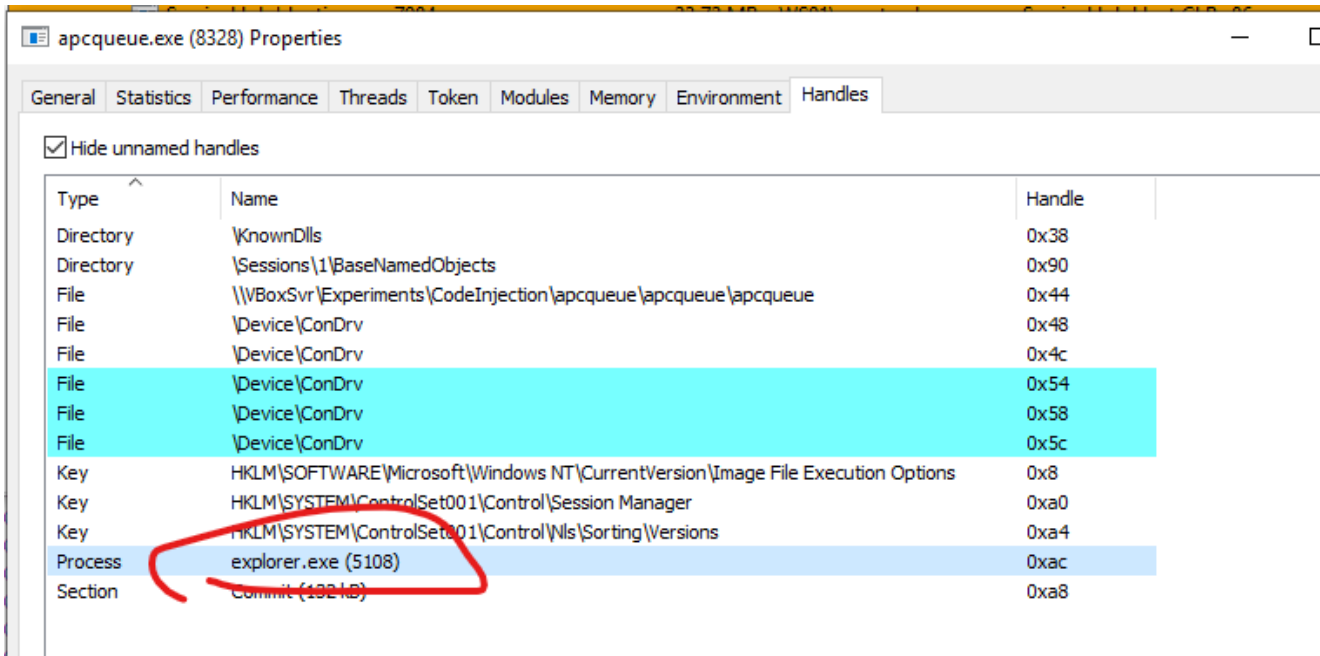 apcqueue.exe (8328) Properties
General Statistics Performance Threads Token Modules Memory Environment Handles
Hide unnamed handles
Type Name Handle
Directory \KnownDlls 0x38
Directory \Sessions\1\BaseNamedObjects 0x90
File \\VBoxSvr\Experiments\CodeInjection\apcqueue\apcqueue\apcqueue 0x44
File \Device\ConDrv 0x48
File \Device\ConDrv 0x4c
File \Device\ConDrv 0x54
File \Device\ConDrv 0x58
File \Device\ConDrv 0x5c
Key HKLM\SOFTWARE\Microsoft\Windows NT\CurrentVersion\Image File Execution Options 0x8
Key HKLM\SYSTEM\ControlSet001\Control\Session Manager 0xa0
Key HKLM\SYSTEM\ControlSet001\Control\Nls\Sorting\Versions 0xa4
Process explorer.exe (5108) 0xac
Section Commit (132 kB) 0xa8